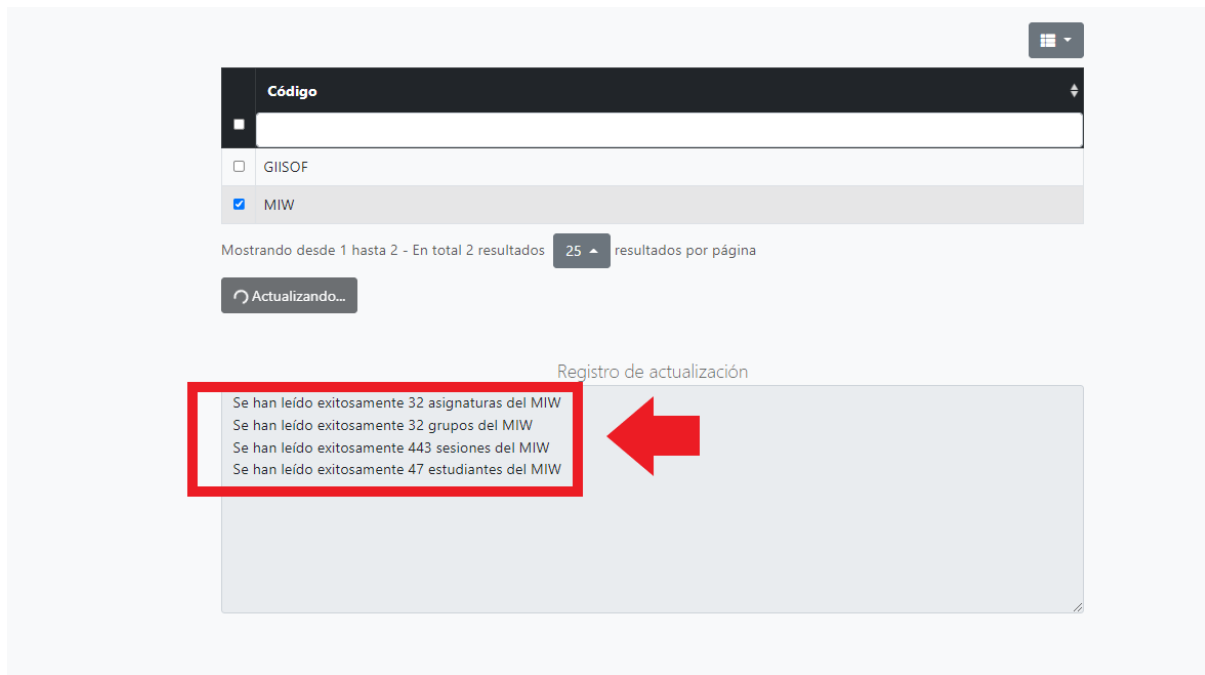 Código
GIISOF
MIW
Mostrando desde 1 hasta 2 - En total 2 resultados 25 resultados por página
Actualizando...
Registro de actualización
Se han leído exitosamente 32 asignaturas del MIW
Se han leído exitosamente 32 grupos del MIW
Se han leído exitosamente 443 sesiones del MIW
Se han leído exitosamente 47 estudiantes del MIW